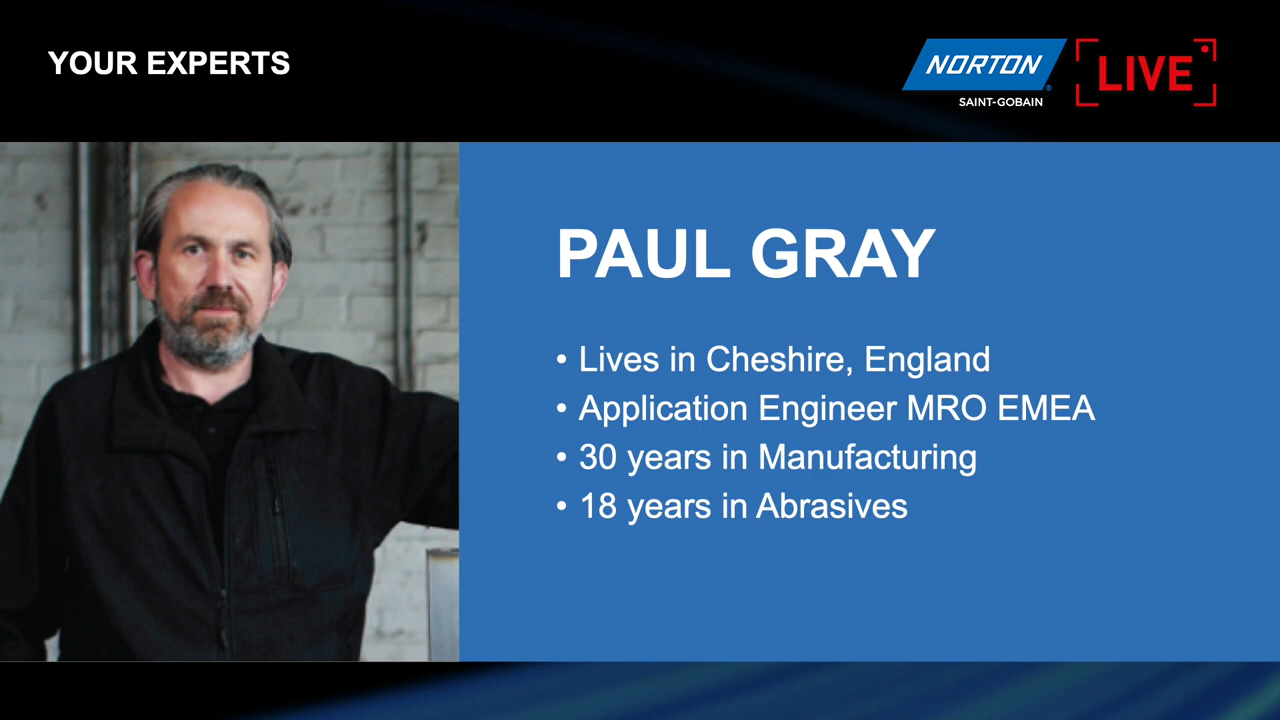 YOUR EXPERTS
NORTON
®
SAINT-GOBAIN
LIVE
PAUL GRAY
• Lives in Cheshire, England
• Application Engineer MRO EMEA
• 30 years in Manufacturing
• 18 years in Abrasives